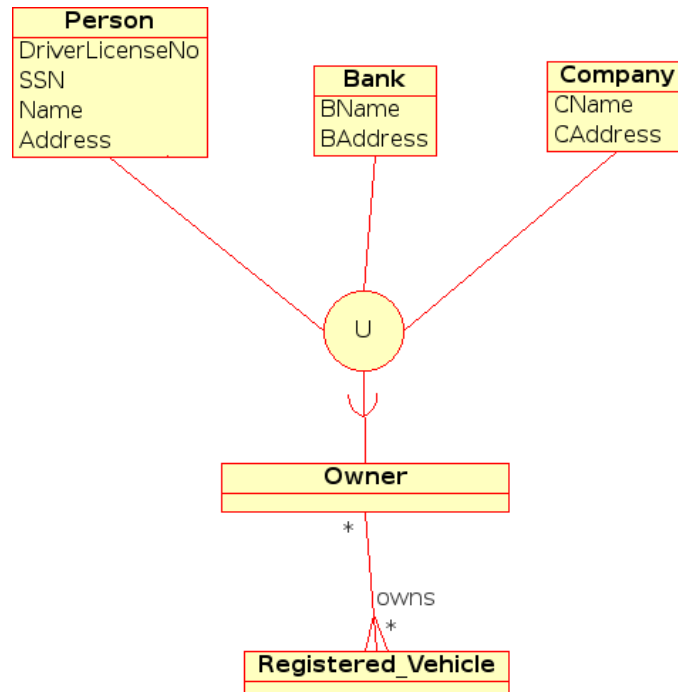 Person
DriverLicenseNo
SSN
Name
Address
Bank
BName
BAddress
Company
CName
CAddress
U
Owner
*
owns
*
Registered_Vehicle